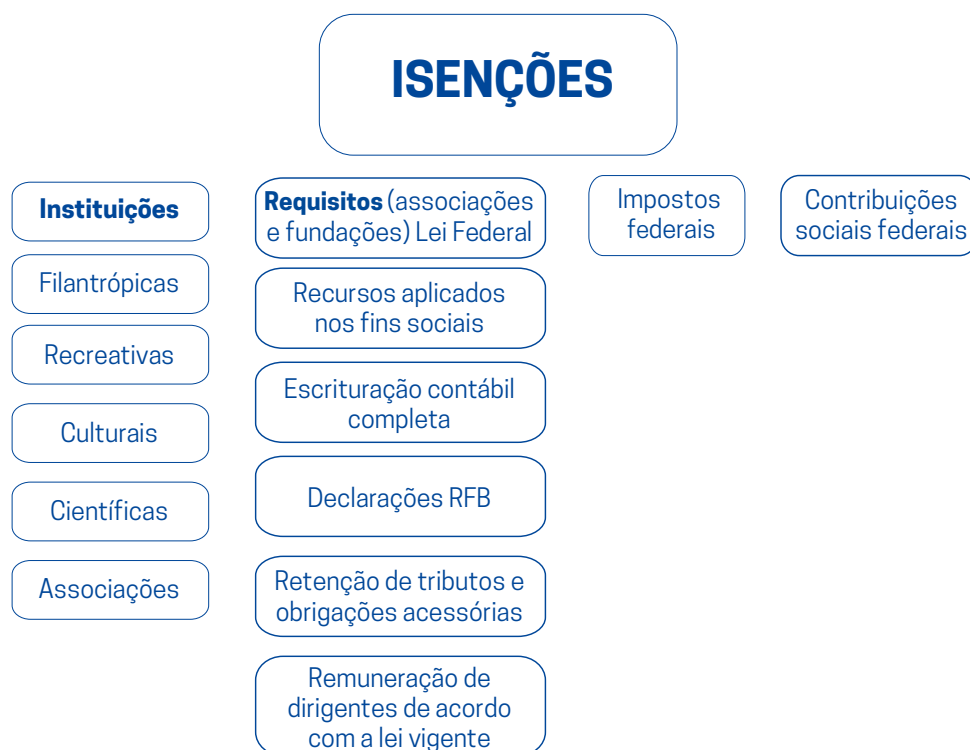 ISENÇÕES
Instituições
Filantrópicas
Recreativas
Culturais
Científicas
Associações
Requisitos (associações
e fundações) Lei Federal
Recursos aplicados
nos fins sociais
Escrituração contábil
completa
Declarações RFB
Retenção de tributos e
obrigações acessórias
Remuneração de
dirigentes de acordo
com a lei vigente
Impostos
federais
Contribuições
sociais federais